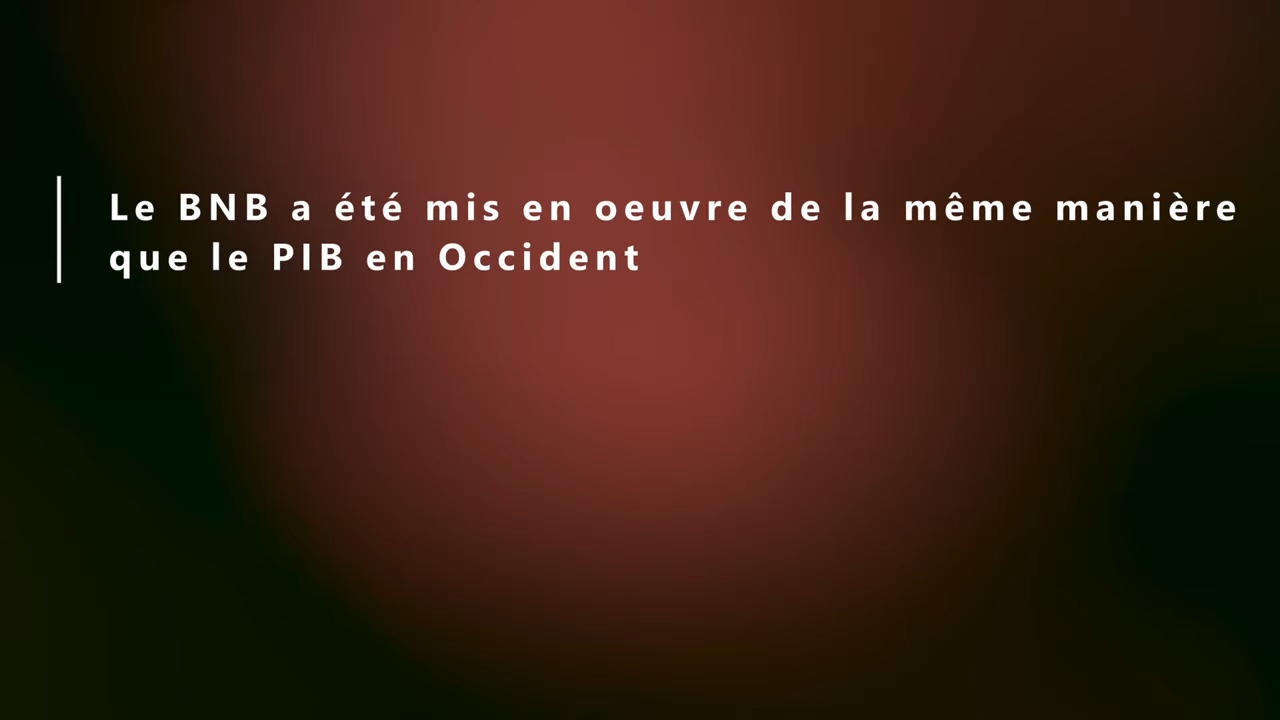 Le BNB a été mis en oeuvre de la même manière
que le PIB en Occident